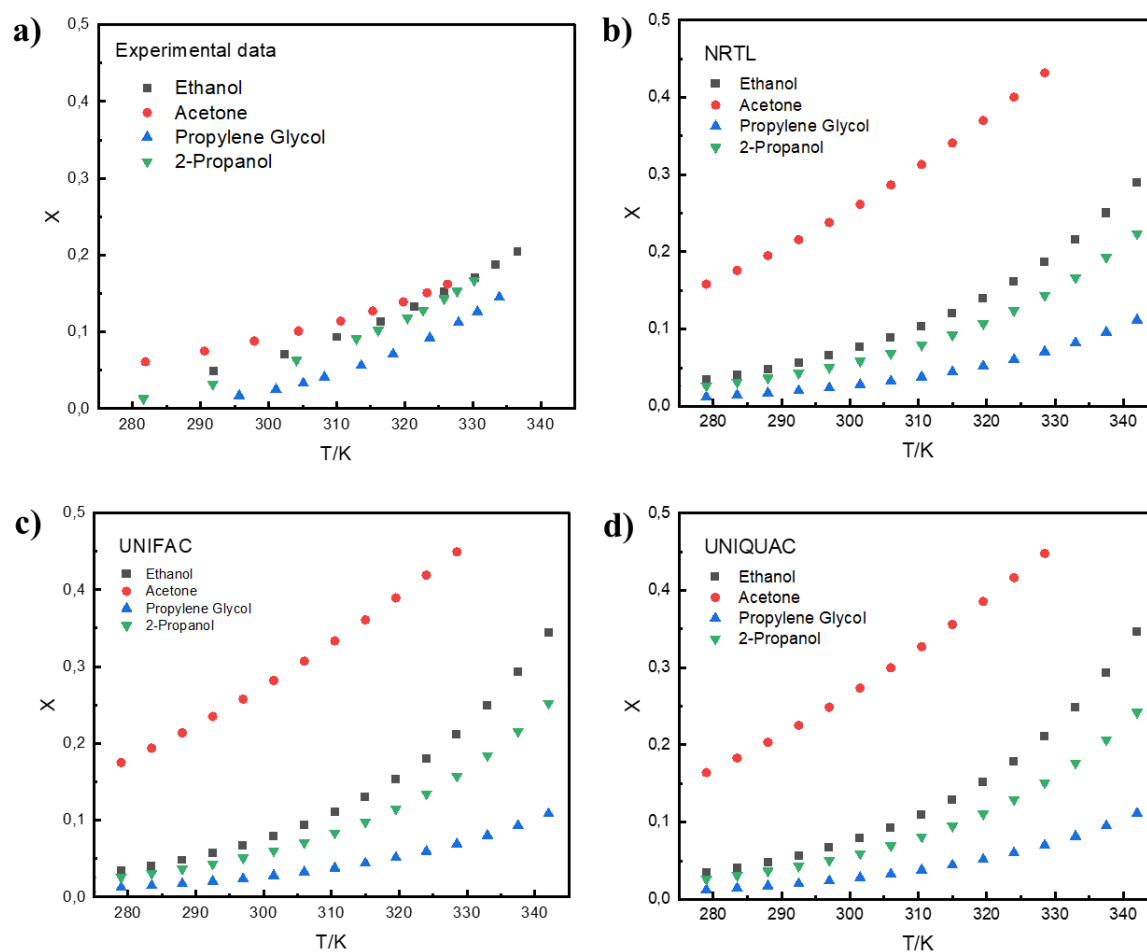 a)
Experimental data
Ethanol
Acetone
Propylene Glycol
2-Propanol
0,5
0,4
0,3
0,2
0,1
0,0
X
280 290 300 310 320 330 340
T/K
b)
NRTL
Ethanol
Acetone
Propylene Glycol
2-Propanol
0,5
0,4
0,3
0,2
0,1
0,0
X
280 290 300 310 320 330 340
T/K
c)
UNIFAC
Ethanol
Acetone
Propylene Glycol
2-Propanol
0,5
0,4
0,3
0,2
0,1
0,0
X
280 290 300 310 320 330 340
T/K
d)
UNIQUAC
Ethanol
Acetone
Propylene Glycol
2-Propanol
0,5
0,4
0,3
0,2
0,1
0,0
X
280 290 300 310 320 330 340
T/K